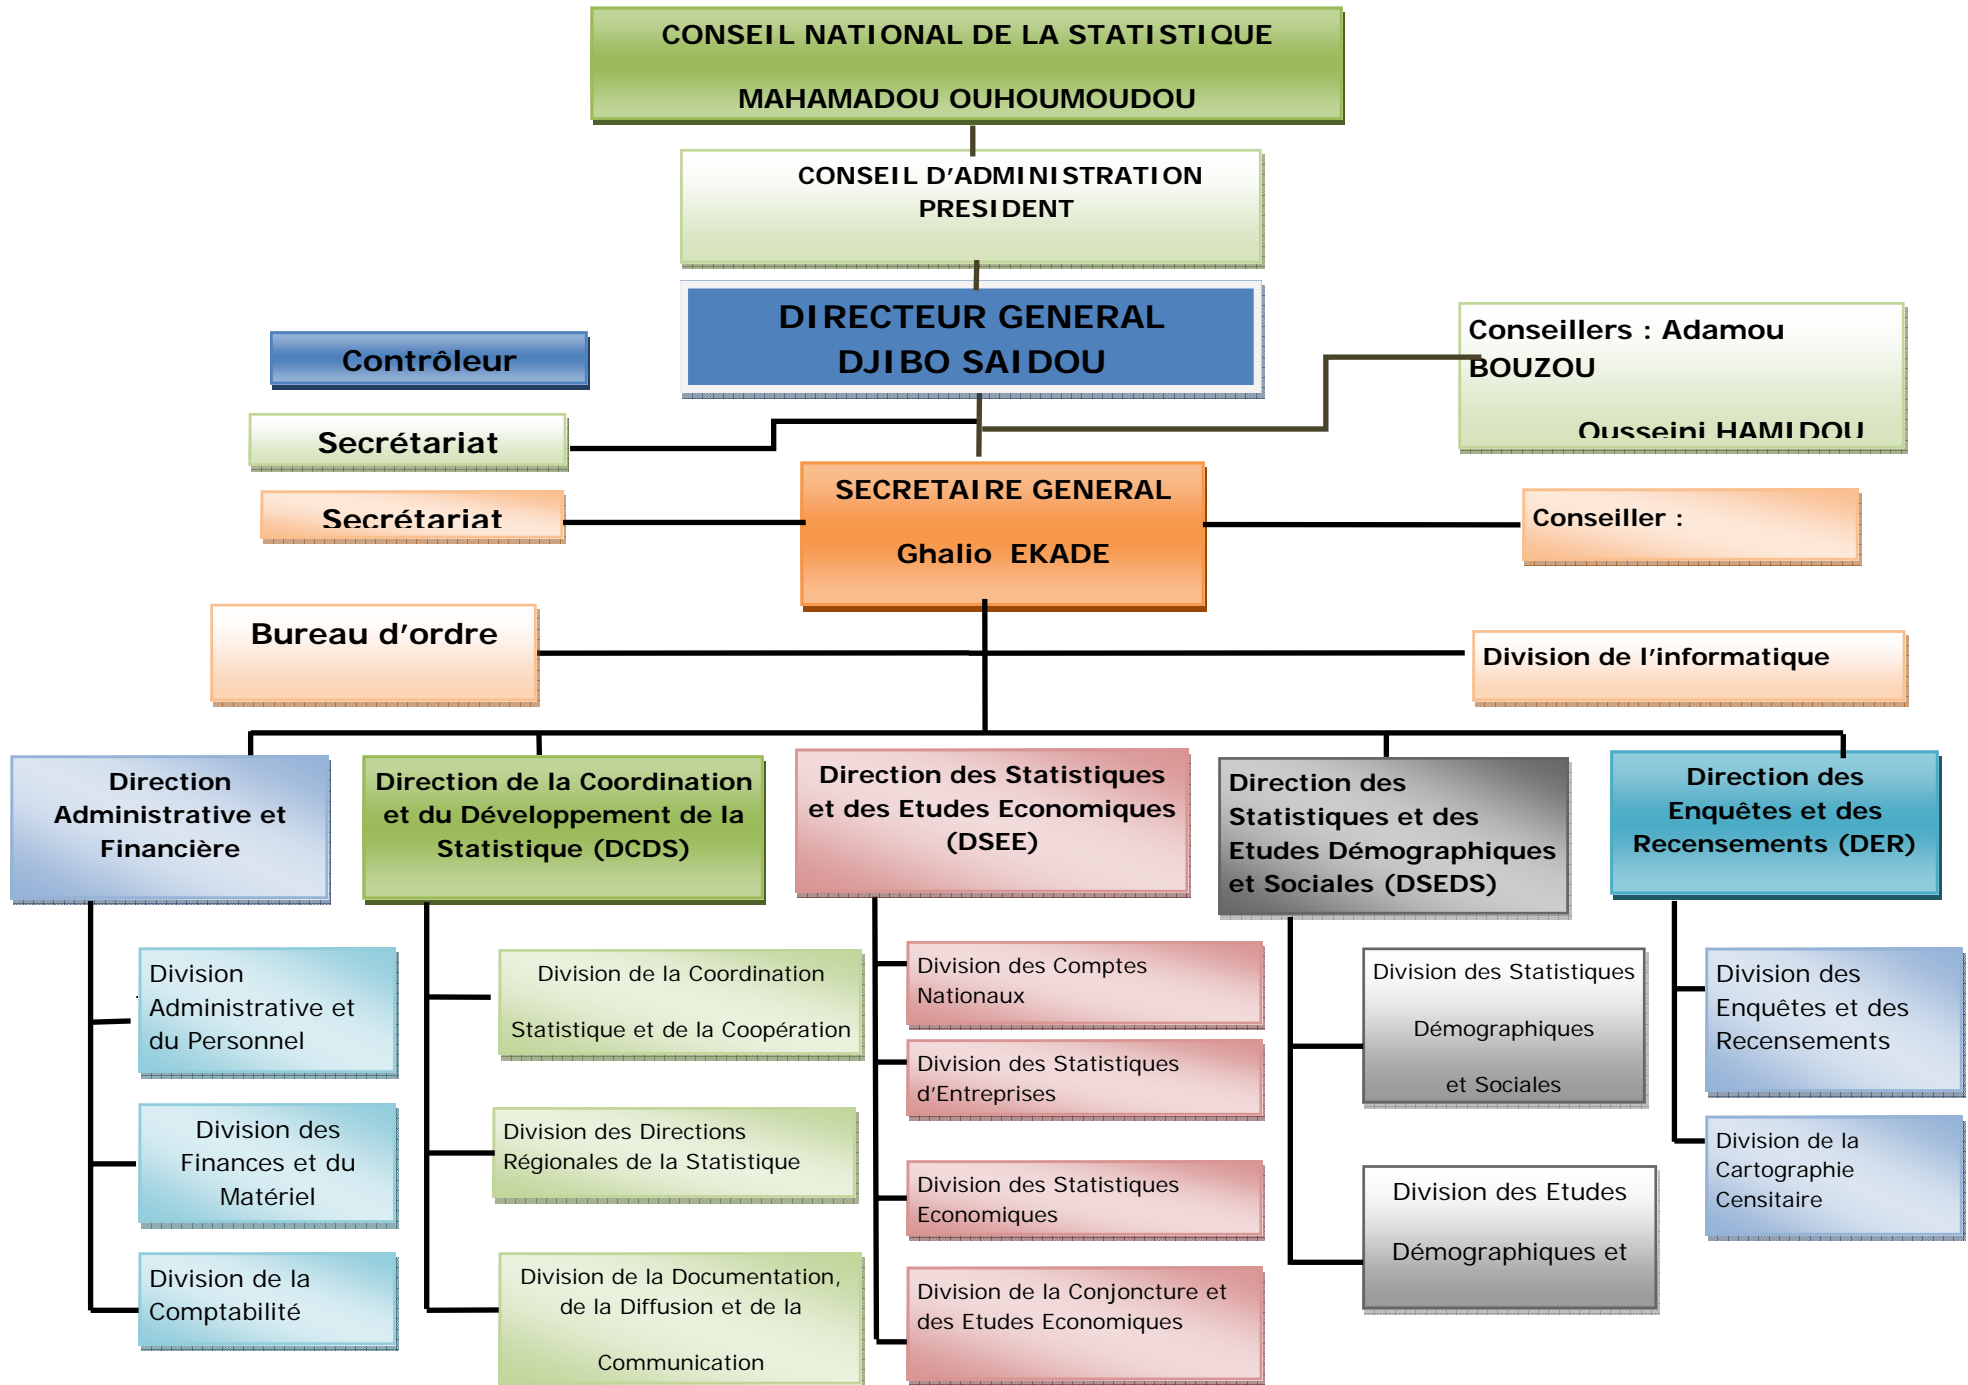 CONSEIL NATIONAL DE LA STATISTIQUE
MAHAMADOU OUHOUMOUDOU
CONSEIL D'ADMINISTRATION
PRESIDENT
DIRECTEUR GENERAL
DJIBO SAIDOU
Contrôleur
Conseillers : Adamou
BOUZOU
Ousseini HAMIDOU
Secrétariat
SECRETAIRE GENERAL
Ghalio EKADE
Secrétariat
Conseiller :
Bureau d'ordre
Division de l'informatique
Direction
Administrative et
Financière
Direction de la Coordination
et du Développement de la
Statistique (DCDS)
Direction des Statistiques
et des Etudes Economiques
(DSEE)
Direction des
Statistiques et des
Etudes Démographiques
et Sociales (DSEDS)
Direction des
Enquêtes et des
Recensements (DER)
Division
Administrative et
du Personnel
Division des
Finances et du
Matériel
Division de la
Comptabilité
Division de la Coordination
Statistique et de la Coopération
Division des Directions
Régionales de la Statistique
Division de la Documentation,
de la Diffusion et de la
Communication
Division des Comptes
Nationaux
Division des Statistiques
d'Entreprises
Division des Statistiques
Economiques
Division de la Conjoncture et
des Etudes Economiques
Division des Statistiques
Démographiques
et Sociales
Division des Etudes
Démographiques et
Division des
Enquêtes et des
Recensements
Division de la
Cartographie
Censitaire